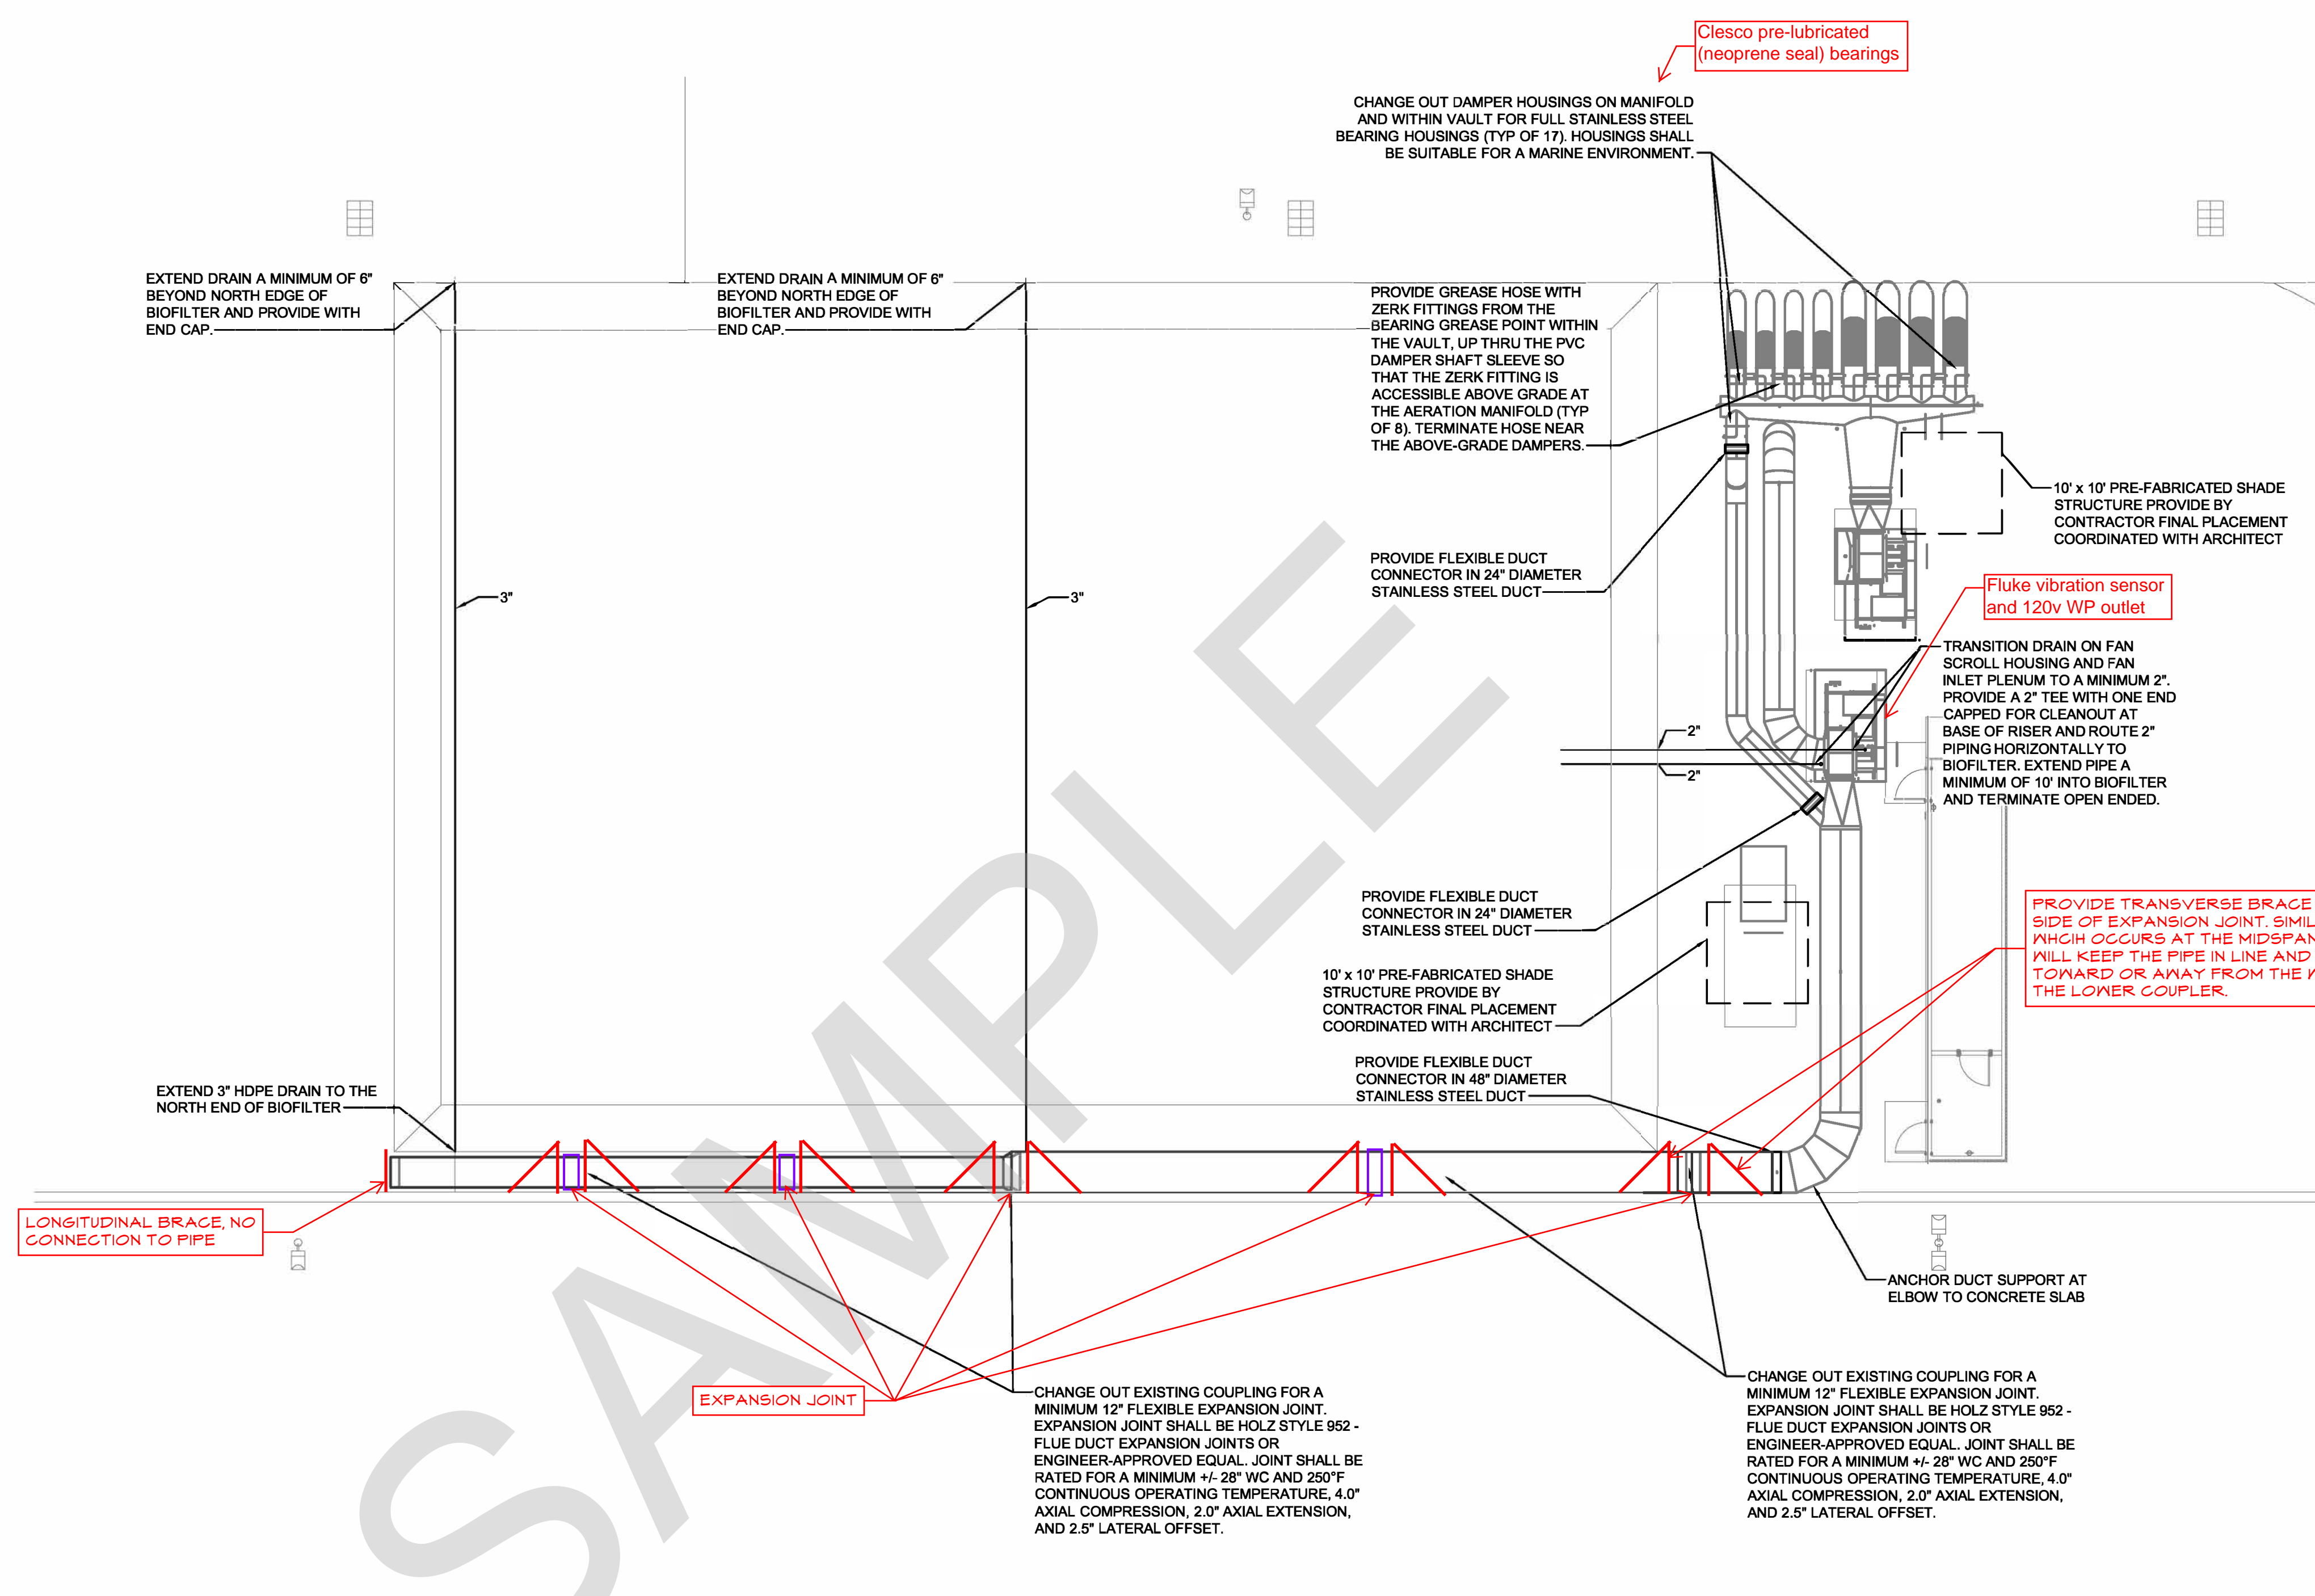 Clesco pre-lubricated
(neoprene seal) bearings
CHANGE OUT DAMPER HOUSINGS ON MANIFOLD
AND WITHIN VAULT FOR FULL STAINLESS STEEL
BEARING HOUSINGS (TYP OF 17). HOUSINGS SHALL
BE SUITABLE FOR A MARINE ENVIRONMENT.
EXTEND DRAIN A MINIMUM OF 6"
BEYOND NORTH EDGE OF
BIOFILTER AND PROVIDE WITH
END CAP.
EXTEND DRAIN A MINIMUM OF 6"
BEYOND NORTH EDGE OF
BIOFILTER AND PROVIDE WITH
END CAP.
PROVIDE GREASE HOSE WITH
ZERK FITTINGS FROM THE
BEARING GREASE POINT WITHIN
THE VAULT, UP THRU THE PVC
DAMPER SHAFT SLEEVE SO
THAT THE ZERK FITTING IS
ACCESSIBLE ABOVE GRADE AT
THE AERATION MANIFOLD (TYP
OF 8). TERMINATE HOSE NEAR
THE ABOVE-GRADE DAMPERS.
10' x 10' PRE-FABRICATED SHADE
STRUCTURE PROVIDE BY
CONTRACTOR FINAL PLACEMENT
COORDINATED WITH ARCHITECT
PROVIDE FLEXIBLE DUCT
CONNECTOR IN 24" DIAMETER
STAINLESS STEEL DUCT
3"
3"
Fluke vibration sensor
and 120v WP outlet
TRANSITION DRAIN ON FAN
SCROLL HOUSING AND FAN
INLET PLENUM TO A MINIMUM 2".
PROVIDE A 2" TEE WITH ONE END
CAPPED FOR CLEANOUT AT
BASE OF RISER AND ROUTE 2"
PIPING HORIZONTALLY TO
BIOFILTER. EXTEND PIPE A
MINIMUM OF 10' INTO BIOFILTER
AND TERMINATE OPEN ENDED.
2"
2"
SAMPLE
PROVIDE FLEXIBLE DUCT
CONNECTOR IN 24" DIAMETER
STAINLESS STEEL DUCT
PROVIDE TRANSVERSE BRACE
SIDE OF EXPANSION JOINT. SIMIL
WHCIH OCCURS AT THE MIDSPAN
WILL KEEP THE PIPE IN LINE AND
TOWARD OR AWAY FROM THE
THE LOWER COUPLER.
10' x 10' PRE-FABRICATED SHADE
STRUCTURE PROVIDE BY
CONTRACTOR FINAL PLACEMENT
COORDINATED WITH ARCHITECT
PROVIDE FLEXIBLE DUCT
CONNECTOR IN 48" DIAMETER
STAINLESS STEEL DUCT
EXTEND 3" HDPE DRAIN TO THE
NORTH END OF BIOFILTER
LONGITUDINAL BRACE, NO
CONNECTION TO PIPE
ANCHOR DUCT SUPPORT AT
ELBOW TO CONCRETE SLAB
EXPANSION JOINT
CHANGE OUT EXISTING COUPLING FOR A
MINIMUM 12" FLEXIBLE EXPANSION JOINT.
EXPANSION JOINT SHALL BE HOLZ STYLE 952 -
FLUE DUCT EXPANSION JOINTS OR
ENGINEER-APPROVED EQUAL. JOINT SHALL BE
RATED FOR A MINIMUM +/- 28" WC AND 250°F
CONTINUOUS OPERATING TEMPERATURE, 4.0"
AXIAL COMPRESSION, 2.0" AXIAL EXTENSION,
AND 2.5" LATERAL OFFSET.
CHANGE OUT EXISTING COUPLING FOR A
MINIMUM 12" FLEXIBLE EXPANSION JOINT.
EXPANSION JOINT SHALL BE HOLZ STYLE 952 -
FLUE DUCT EXPANSION JOINTS OR
ENGINEER-APPROVED EQUAL. JOINT SHALL BE
RATED FOR A MINIMUM +/- 28" WC AND 250°F
CONTINUOUS OPERATING TEMPERATURE, 4.0"
AXIAL COMPRESSION, 2.0" AXIAL EXTENSION,
AND 2.5" LATERAL OFFSET.